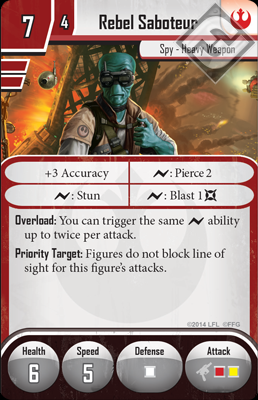 7
4
Rebel Saboteur
Spy - Heavy Weapon
+3 Accuracy
: Pierce 2
: Stun
: Blast 1
Overload: You can trigger the same ability
up to twice per attack.
Priority Target: Figures do not block line of
sight for this figure's attacks.
©2014 LFL ©FFG
Health
Speed
Defense
Attack
6
5